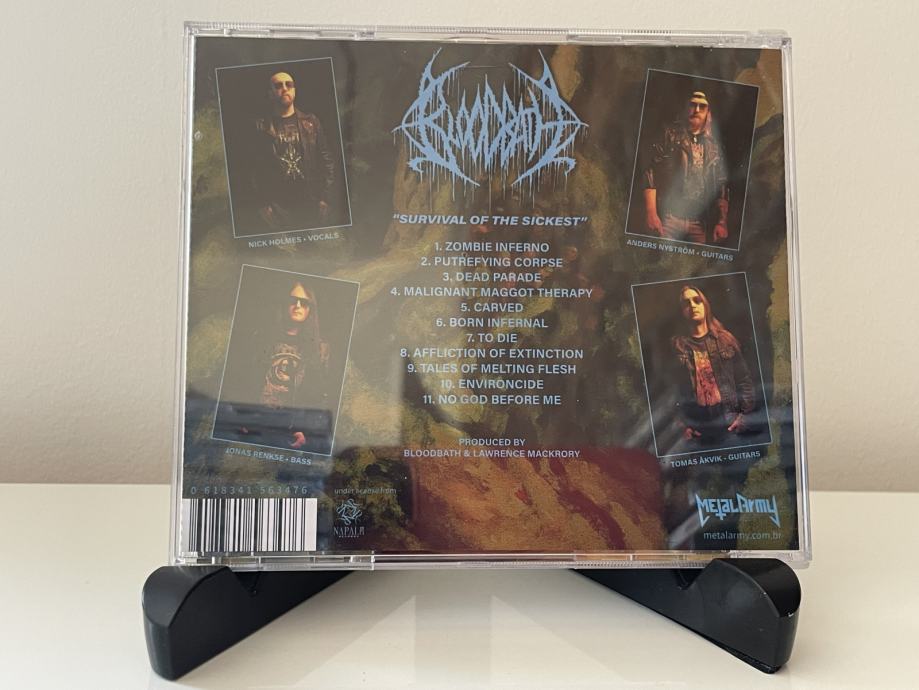 BLOODBATH
"SURVIVAL OF THE SICKEST"
NICK HOLMES • VOCALS
ANDERS NYSTRÖM • GUITARS
1. ZOMBIE INFERNO
2. PUTREFYING CORPSE
3. DEAD PARADE
4. MALIGNANT MAGGOT THERAPY
5. CARVED
6. BORN INFERNAL
7. TO DIE
8. AFFLICTION OF EXTINCTION
9. TALES OF MELTING FLESH
10. ENVIRONCIDE
11. NO GOD BEFORE ME
PRODUCED BY
BLOODBATH & LAWRENCE MACKRORY
JONAS RENKSE • BASS
TOMAS ÅKVIK - GUITARS
0 618341 563476
under license from
NAPALM
RECORDS
METALARMY
metalarmy.com.br